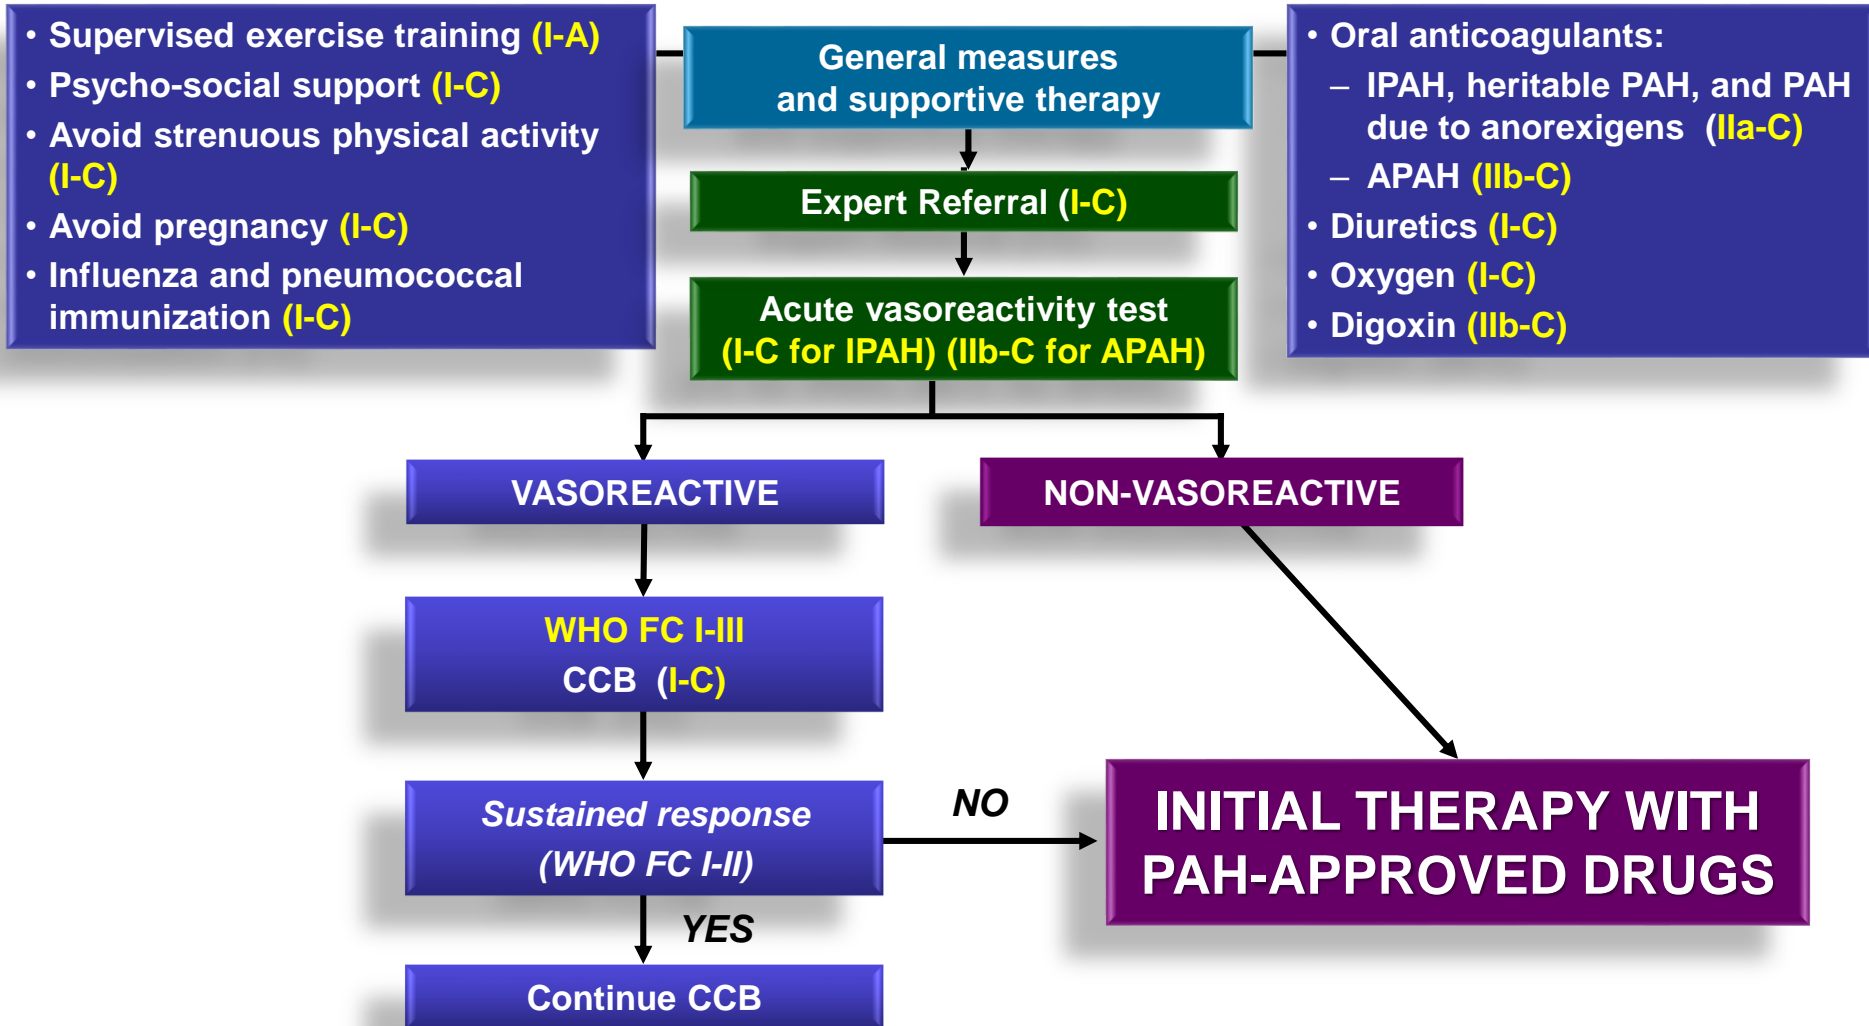 • Supervised exercise training (I-A)
• Psycho-social support (I-C)
• Avoid strenuous physical activity
(I-C)
• Avoid pregnancy (I-C)
• Influenza and pneumococcal
immunization (I-C)
General measures
and supportive therapy
• Oral anticoagulants:
– IPAH, heritable PAH, and PAH
due to anorexigens (IIa-C)
– APAH (IIb-C)
• Diuretics (I-C)
• Oxygen (I-C)
• Digoxin (IIb-C)
Expert Referral (I-C)
Acute vasoreactivity test
(I-C for IPAH) (IIb-C for APAH)
VASOREACTIVE
NON-VASOREACTIVE
WHO FC I-III
CCB (I-C)
Sustained response
(WHO FC I-II)
NO
INITIAL THERAPY WITH
PAH-APPROVED DRUGS
YES
Continue CCB